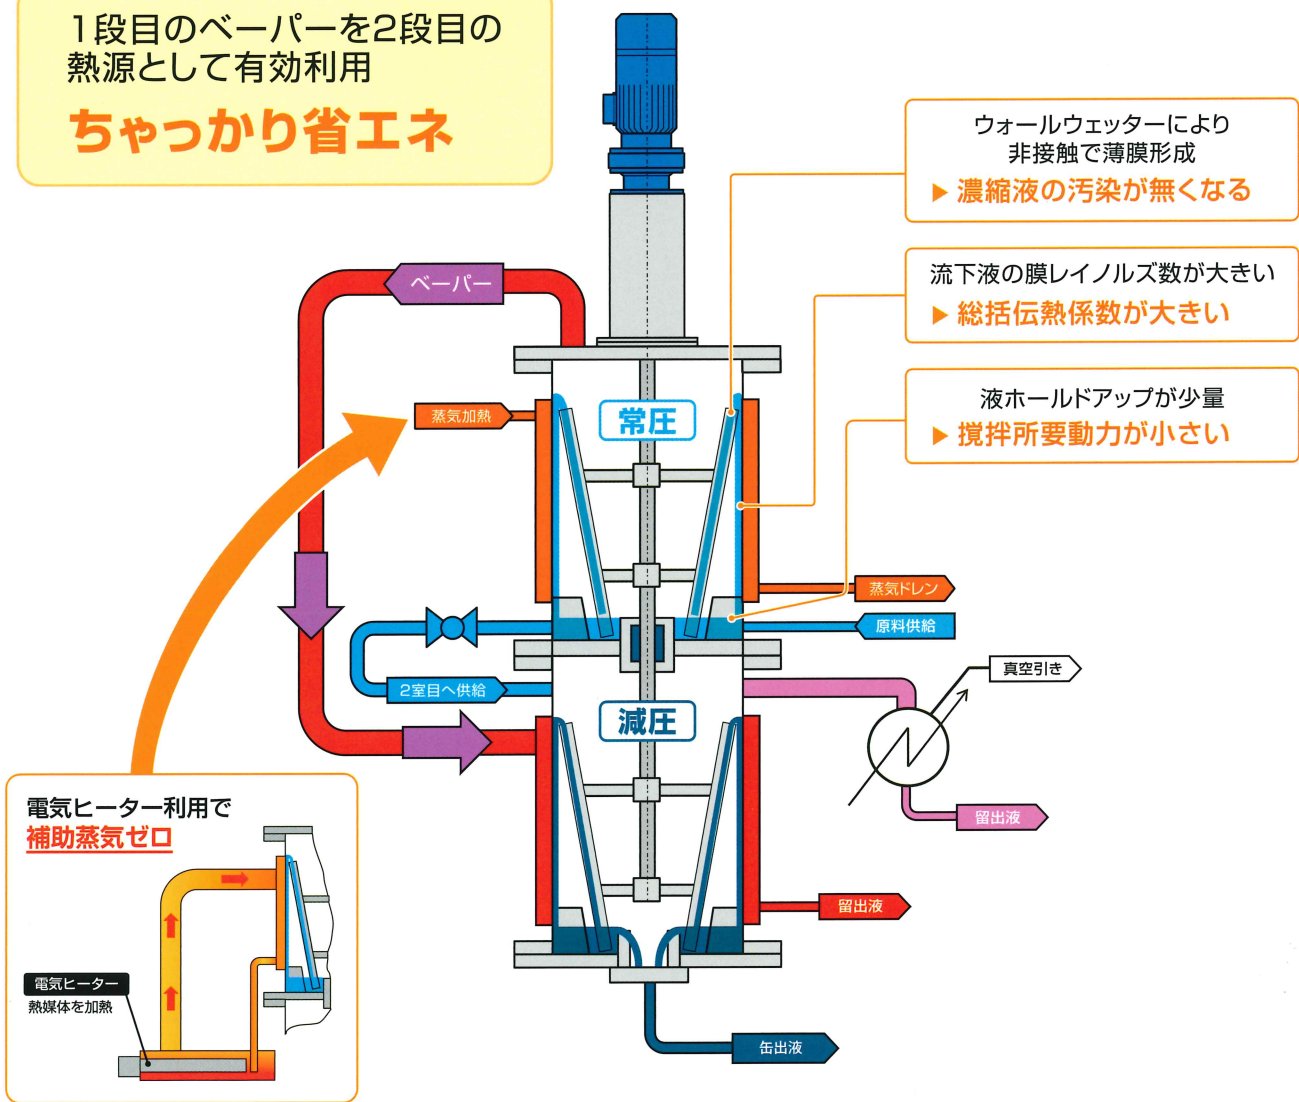 1段目のベーパーを2段目の
熱源として有効利用
ちゃっかり省エネ
ウォールウェッターにより
非接触で薄膜形成
▶ 濃縮液の汚染が無くなる
ベーパー
流下液の膜レイノルズ数が大きい
▶ 総括伝熱係数が大きい
液ホールドアップが少量
▶ 撹拌所要動力が小さい
蒸気加熱
常圧
蒸気ドレン
原料供給
真空引き
2室目へ供給
減圧
留出液
電気ヒーター利用で
補助蒸気ゼロ
留出液
電気ヒーター
熱媒体を加熱
缶出液